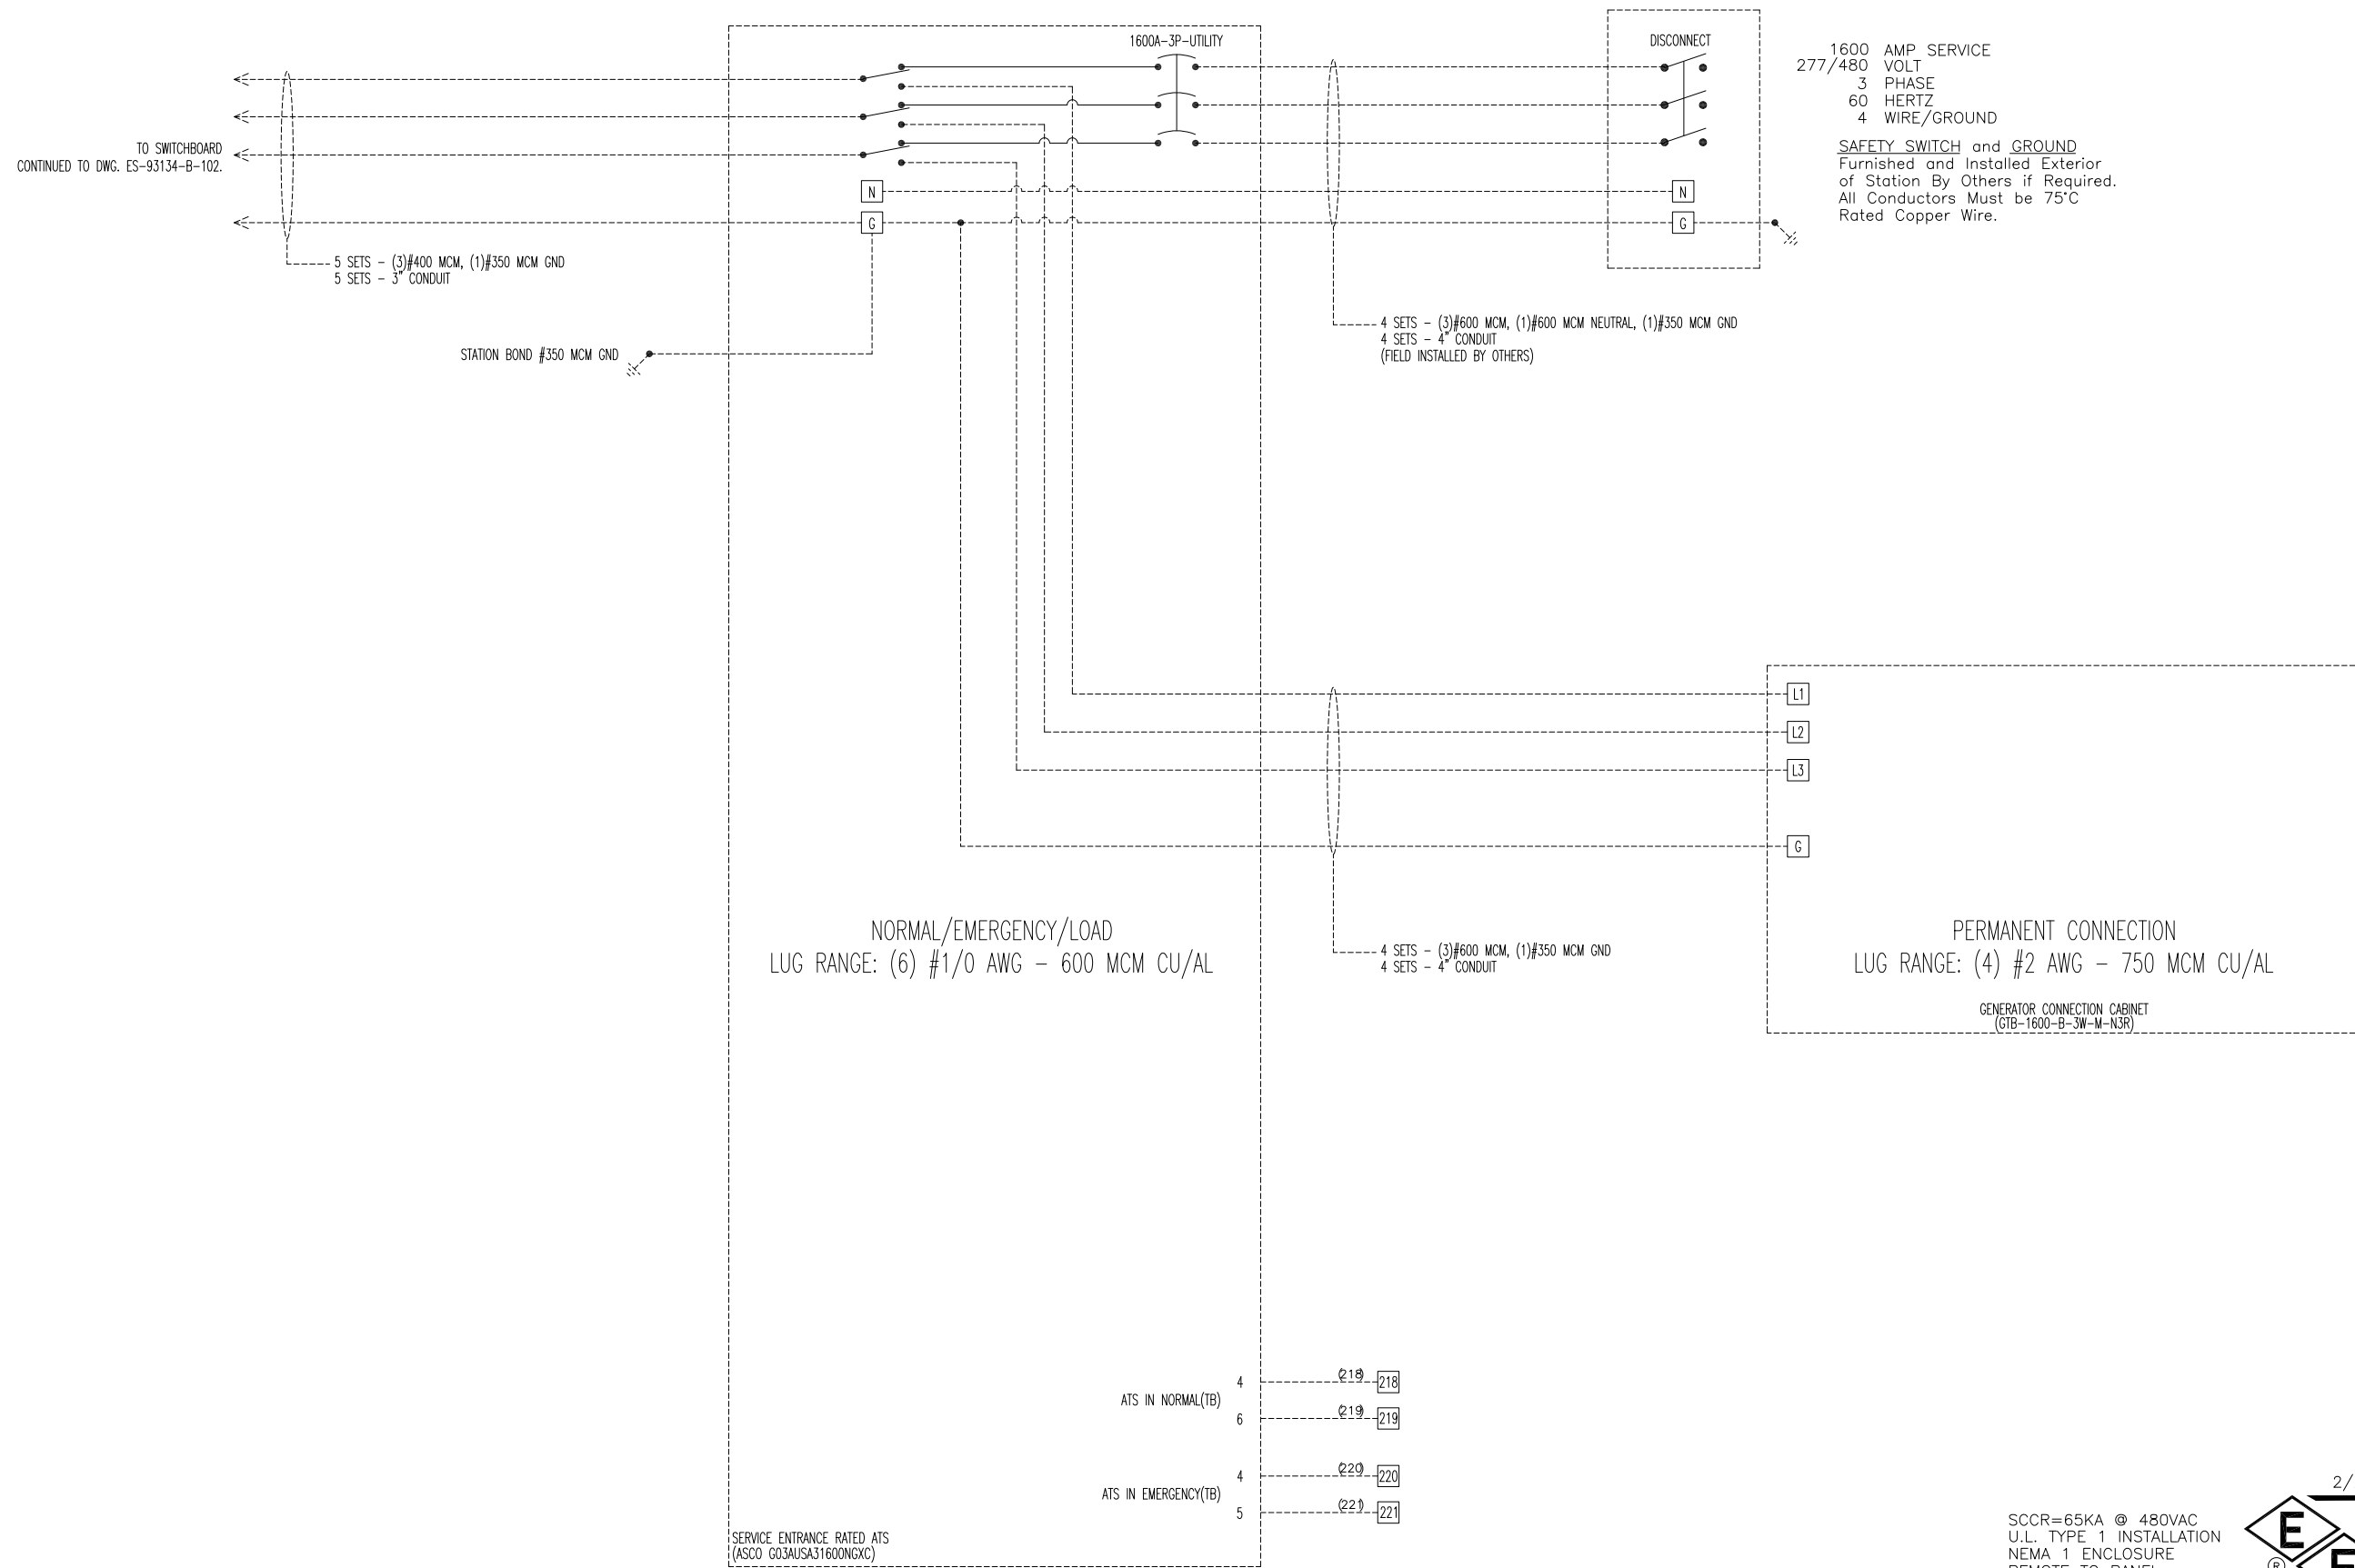 1600A-3P-UTILITY
DISCONNECT
1600 AMP SERVICE
277/480 VOLT
3 PHASE
60 HERTZ
4 WIRE/GROUND
SAFETY SWITCH and GROUND
Furnished and Installed Exterior
of Station By Others if Required.
All Conductors Must be 75°C
Rated Copper Wire.
TO SWITCHBOARD
CONTINUED TO DWG. ES-93134-B-102.
N
N
G
G
5 SETS - (3)#400 MCM, (1)#350 MCM GND
5 SETS - 3" CONDUIT
4 SETS - (3)#600 MCM, (1)#600 MCM NEUTRAL, (1)#350 MCM GND
4 SETS - 4" CONDUIT
(FIELD INSTALLED BY OTHERS)
STATION BOND #350 MCM GND
L1
L2
L3
G
NORMAL/EMERGENCY/LOAD
LUG RANGE: (6) #1/0 AWG - 600 MCM CU/AL
4 SETS - (3)#600 MCM, (1)#350 MCM GND
4 SETS - 4" CONDUIT
PERMANENT CONNECTION
LUG RANGE: (4) #2 AWG - 750 MCM CU/AL
GENERATOR CONNECTION CABINET
(GTB-1600-B-3W-M-N3R)
4 (218) 218
ATS IN NORMAL(TB)
6 (219) 219
4 (220) 220
ATS IN EMERGENCY(TB)
5 (221) 221
SERVICE ENTRANCE RATED ATS
(ASCO G03AUSA31600NGXC)
2/
SCCR=65KA @ 480VAC
U.L. TYPE 1 INSTALLATION
NEMA 1 ENCLOSURE
REMOTE TO PANEL
E
®